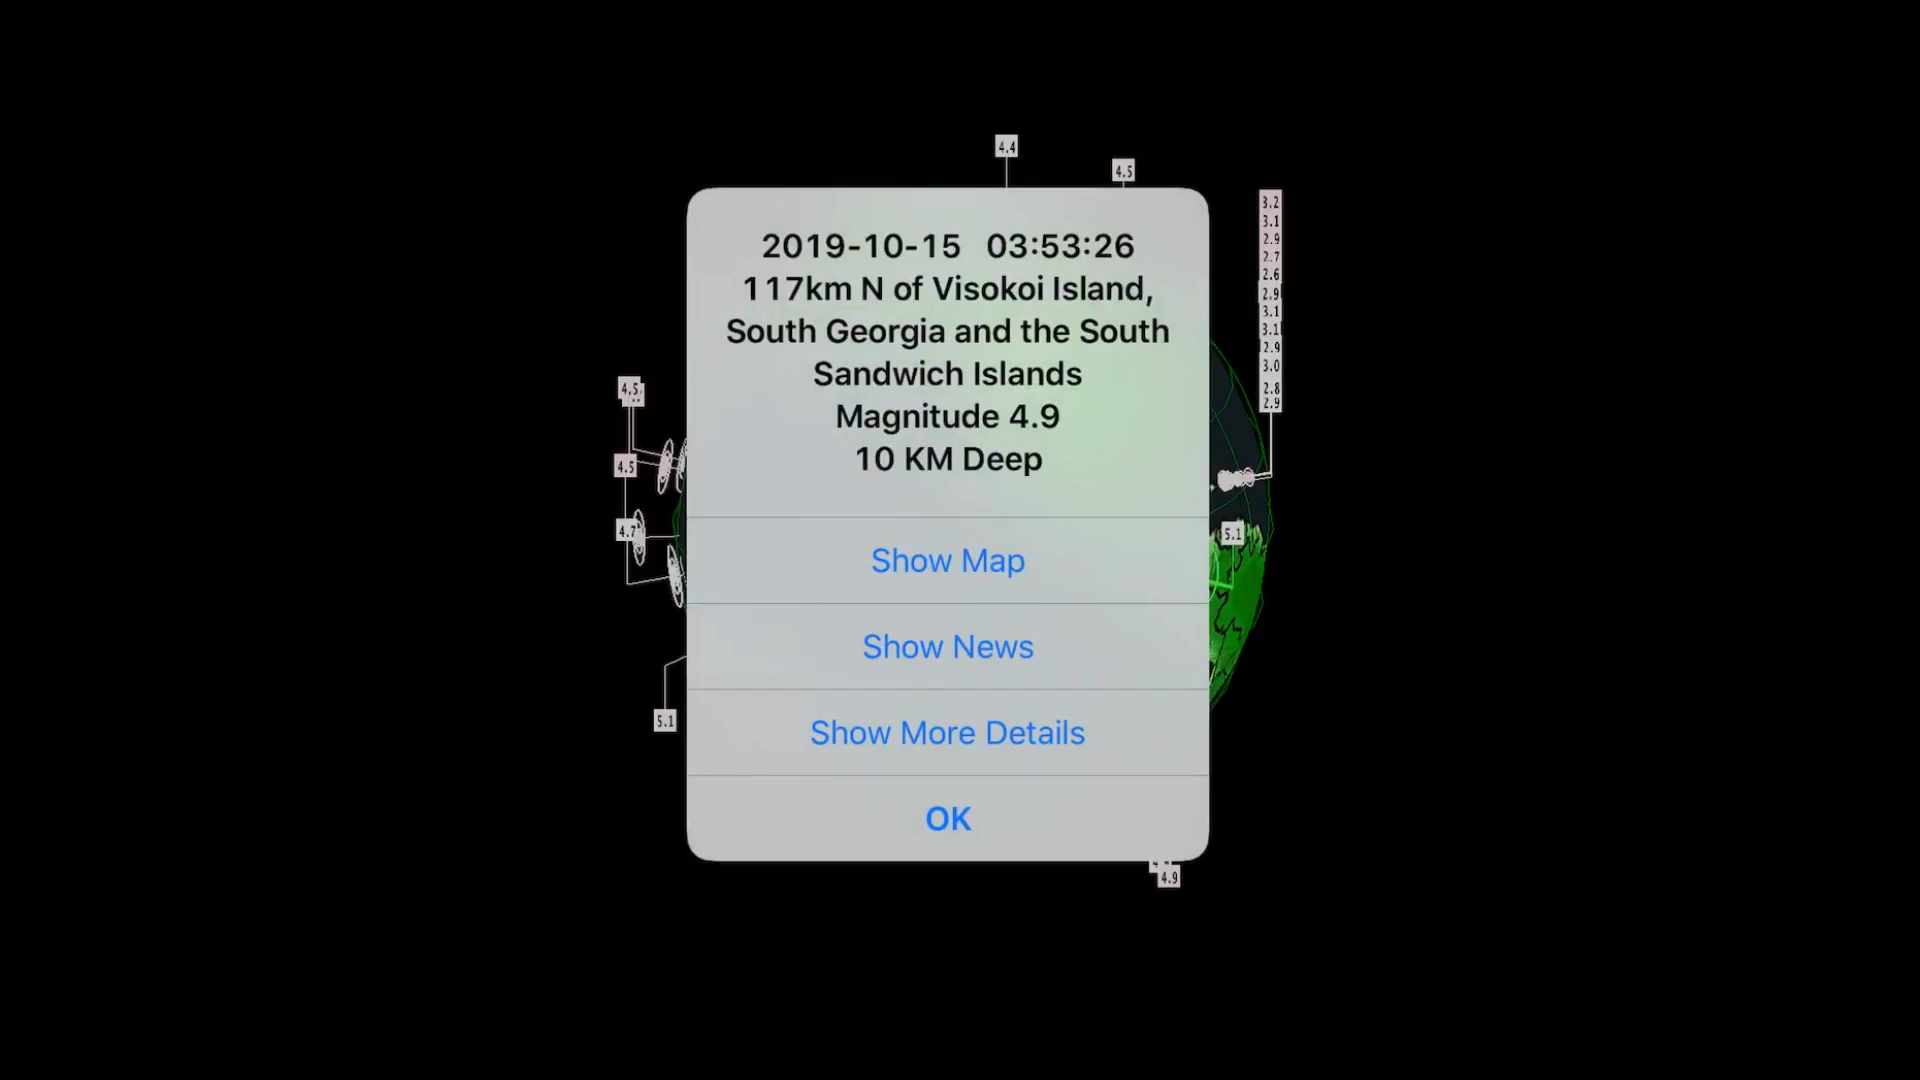 4.4
4.5
3.2
3.1
2.9
2.7
2.6
2.9
3.1
3.1
2.9
3.0
2.8
2.9
2019-10-15 03:53:26
117km N of Visokoi Island,
South Georgia and the South
Sandwich Islands
Magnitude 4.9
10 KM Deep
4.5
4.5
4.7
5.1
5.1
Show Map
Show News
Show More Details
OK
4.9